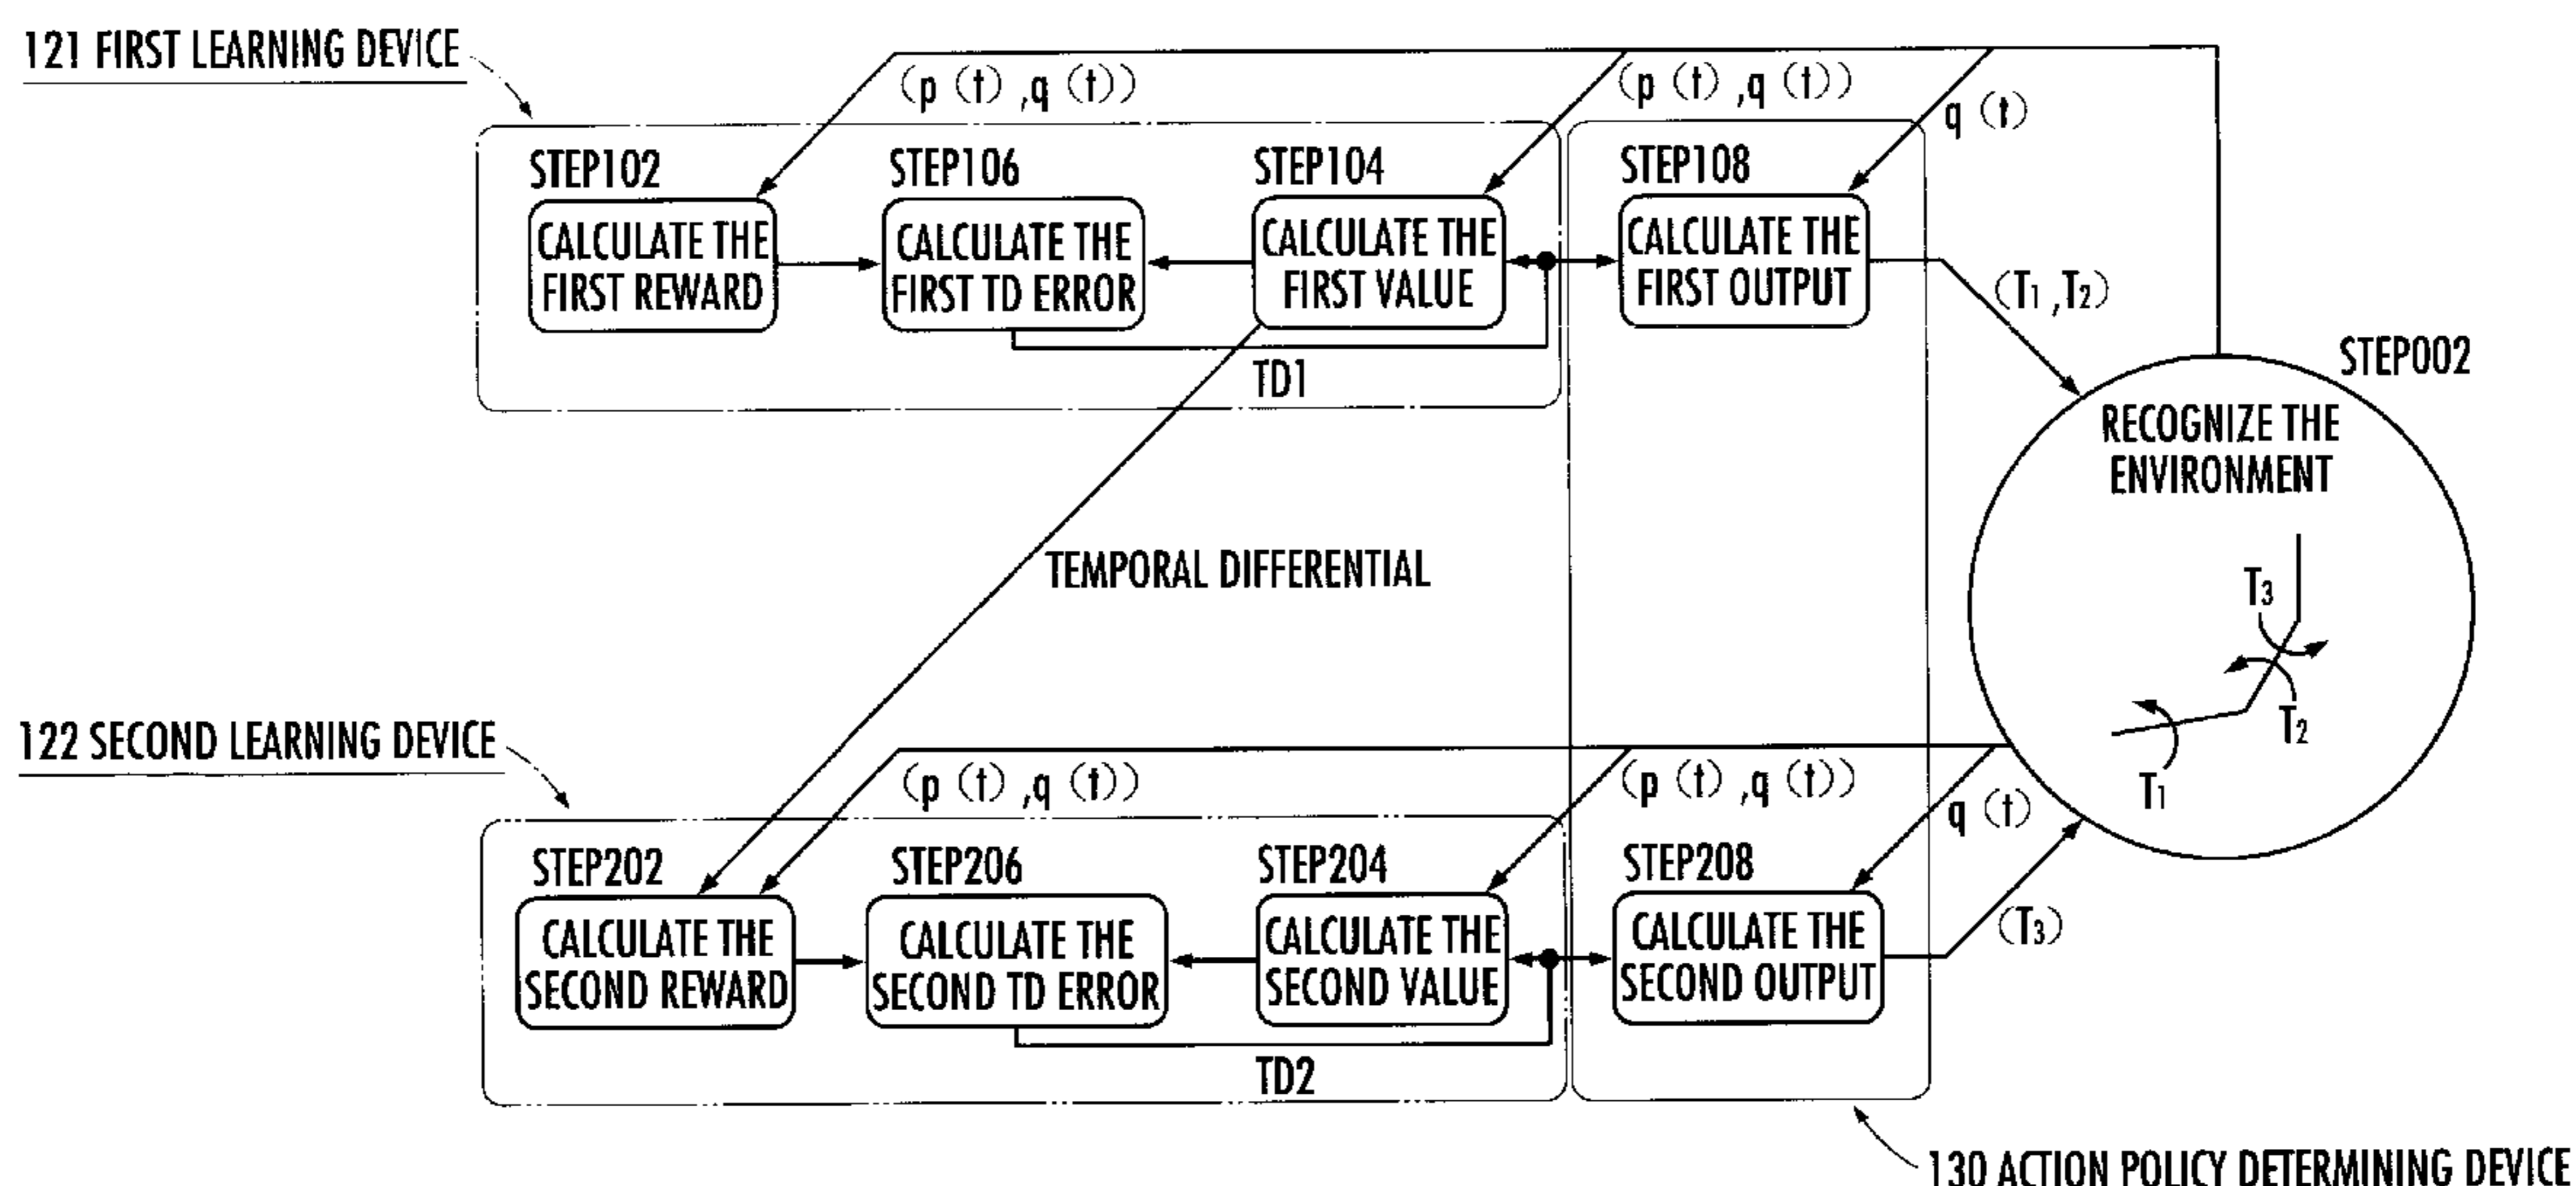 121 FIRST LEARNING DEVICE
(p (t) ,q (t))
(p (t) ,q (t))
q (t)
STEP102
STEP106
STEP104
STEP108
CALCULATE THE
FIRST REWARD
CALCULATE THE
FIRST TD ERROR
CALCULATE THE
FIRST VALUE
CALCULATE THE
FIRST OUTPUT
(T1 ,T2)
TD1
STEP002
RECOGNIZE THE
ENVIRONMENT
TEMPORAL DIFFERENTIAL
T3
T2
T1
122 SECOND LEARNING DEVICE
(p (t) ,q (t))
(p (t) ,q (t))
q (t)
STEP202
STEP206
STEP204
STEP208
CALCULATE THE
SECOND REWARD
CALCULATE THE
SECOND TD ERROR
CALCULATE THE
SECOND VALUE
CALCULATE THE
SECOND OUTPUT
(T3)
TD2
130 ACTION POLICY DETERMINING DEVICE